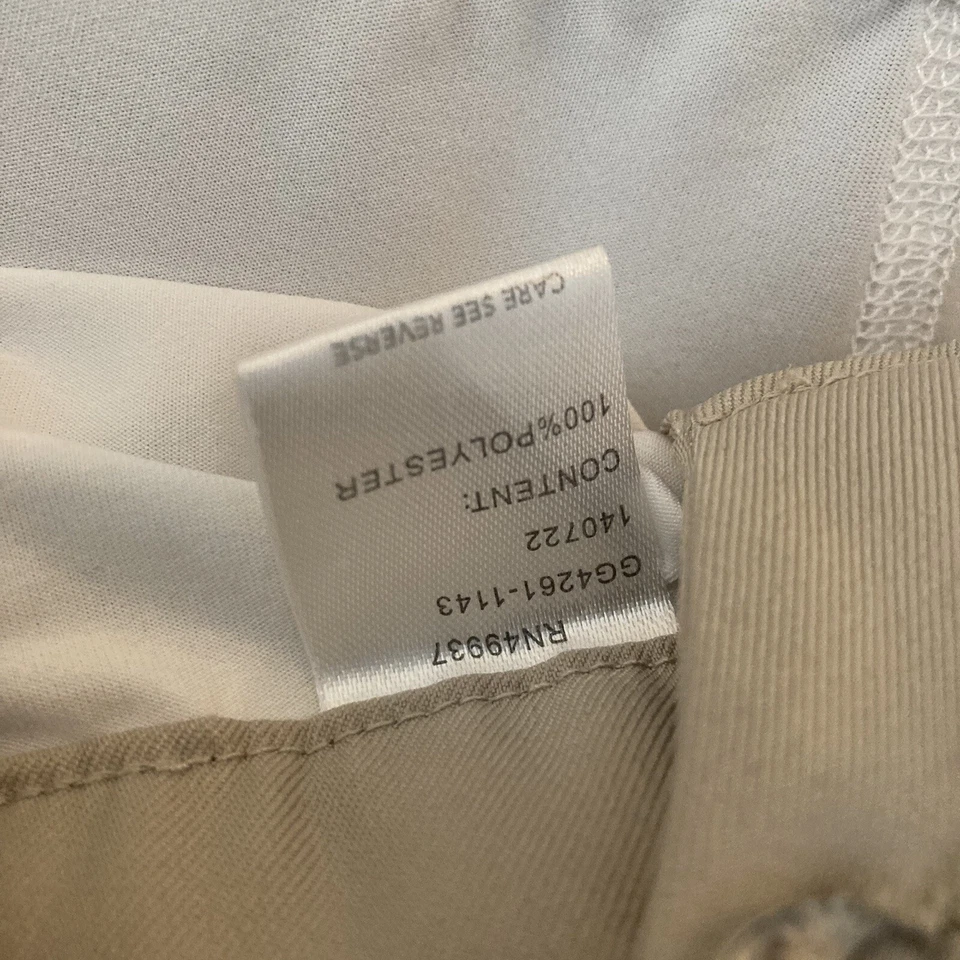 RN49937
GG4261-1143
140722
CONTENT:
100%POLYESTER
CARE SEE REVERSE